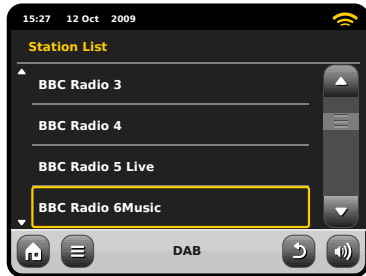 15:27 12 Oct 2009
Station List
BBC Radio 3
BBC Radio 4
BBC Radio 5 Live
BBC Radio 6Music
DAB